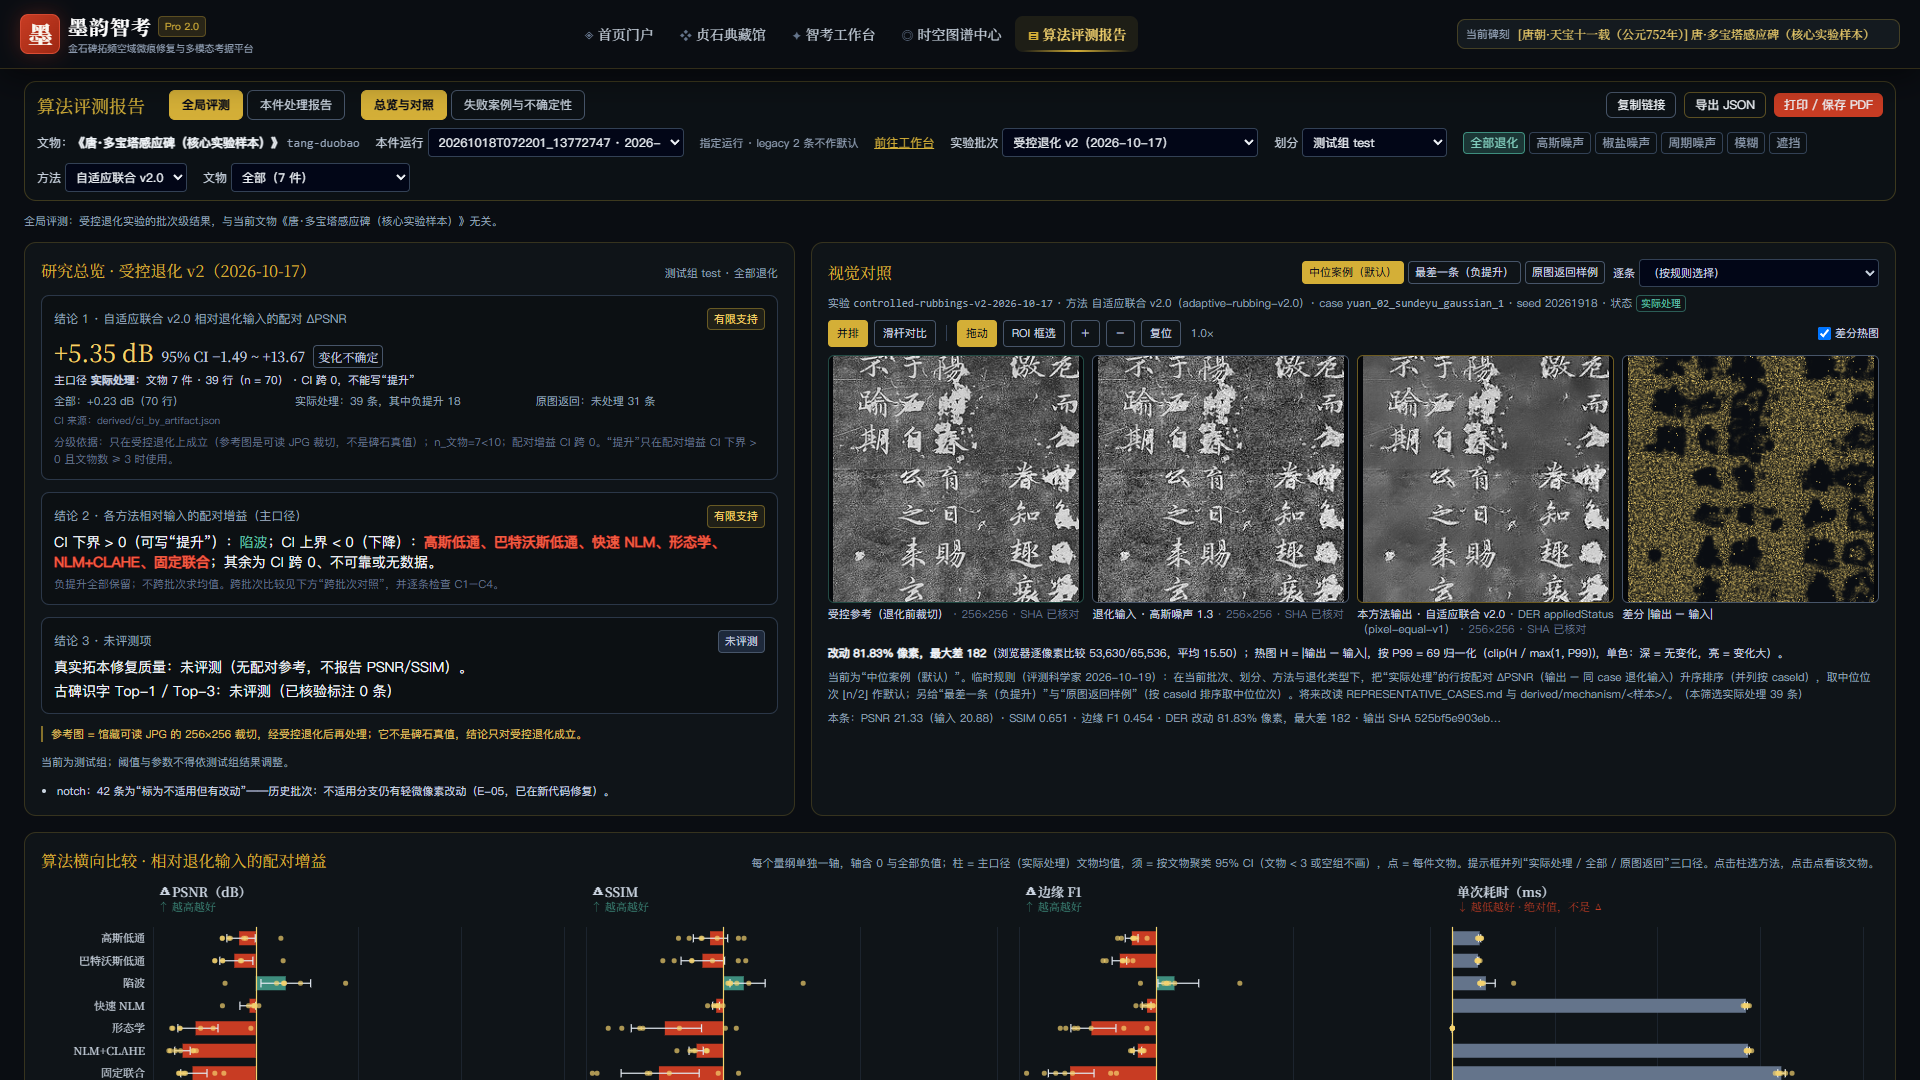 墨
墨韵智考 Pro 2.0
金石碑拓频空域微痕修复与多模态考据平台
首页门户
贞石典藏馆
智考工作台
时空图谱中心
算法评测报告
当前碑刻 [唐朝·天宝十一载（公元752年）] 唐·多宝塔感应碑（核心实验样本）
算法评测报告 全局评测 本件处理报告 总览与对照 失败案例与不确定性
复制链接 导出 JSON 打印 / 保存 PDF
文物： 《唐·多宝塔感应碑（核心实验样本）》 tang-duobao 本件运行 20261018T072201_13772747 · 2026- 指定运行 · legacy 2 条不作默认 前往工作台 实验批次 受控退化 v2（2026-10-17） 划分 测试组 test 全部退化 高斯噪声 椒盐噪声 周期噪声 模糊 遮挡
方法 自适应联合 v2.0 文物 全部（7 件）
全局评测：受控退化实验的批次级结果，与当前文物《唐·多宝塔感应碑（核心实验样本）》无关。
研究总览 · 受控退化 v2（2026-10-17） 测试组 test · 全部退化
结论 1 · 自适应联合 v2.0 相对退化输入的配对 ΔPSNR 有限支持
+5.35 dB 95% CI −1.49 ~ +13.67 变化不确定
主口径 实际处理：文物 7 件 · 39 行（n = 70） · CI 跨 0，不能写“提升”
全部：+0.23 dB（70 行） 实际处理：39 条，其中负提升 18 原图返回：未处理 31 条
CI 来源：derived/ci_by_artifact.json
分级依据：只在受控退化上成立（参考图是可读 JPG 裁切，不是碑石真值）；n_文物=7<10；配对增益 CI 跨 0。“提升”只在配对增益 CI 下界 >
0 且文物数 ≥ 3 时使用。
结论 2 · 各方法相对输入的配对增益（主口径） 有限支持
CI 下界 > 0（可写“提升”）：陷波；CI 上界 < 0（下降）：高斯低通、巴特沃斯低通、快速 NLM、形态学、
NLM+CLAHE、固定联合；其余为 CI 跨 0、不可靠或无数据。
负提升全部保留；不跨批次求均值。跨批次比较见下方“跨批次对照”，并逐条检查 C1—C4。
结论 3 · 未评测项 未评测
真实拓本修复质量：未评测（无配对参考，不报告 PSNR/SSIM）。
古碑识字 Top-1 / Top-3：未评测（已核验标注 0 条）
参考图 = 馆藏可读 JPG 的 256×256 裁切，经受控退化后再处理；它不是碑石真值，结论只对受控退化成立。
当前为测试组；阈值与参数不得依测试组结果调整。
• notch：42 条为“标为不适用但有改动”——历史批次：不适用分支仍有轻微像素改动（E-05，已在新代码修复）。
视觉对照 中位案例（默认） 最差一条（负提升） 原图返回样例 逐条 （按规则选择）
实验 controlled-rubbings-v2-2026-10-17 · 方法 自适应联合 v2.0（adaptive-rubbing-v2.0） · case yuan_02_sundeyu_gaussian_1 · seed 20261918 · 状态 实际处理
并排 滑杆对比 拖动 ROI 框选 + − 复位 1.0× 差分热图
受控参考（退化前裁切） · 256×256 · SHA 已核对
退化输入 · 高斯噪声 1.3 · 256×256 · SHA 已核对
本方法输出 · 自适应联合 v2.0 · DER appliedStatus
（pixel-equal-v1） · 256×256 · SHA 已核对
差分 |输出 − 输入|
改动 81.83% 像素，最大差 182（浏览器逐像素比较 53,630/65,536，平均 15.50）；热图 H = |输出 − 输入|，按 P99 = 69 归一化（clip(H / max(1, P99))，单色：深 = 无变化，亮 = 变化大）。
当前为“中位案例（默认）”。临时规则（评测科学家 2026-10-19）：在当前批次、划分、方法与退化类型下，把“实际处理”的行按配对 ΔPSNR（输出 − 同 case 退化输入）升序排序（并列按 caseId），取中位位
次 ⌊n/2⌋ 作默认；另给“最差一条（负提升）”与“原图返回样例”（按 caseId 排序取中位位次）。将来改读 REPRESENTATIVE_CASES.md 与 derived/mechanism/<样本>/。（本筛选实际处理 39 条）
本条：PSNR 21.33（输入 20.88） · SSIM 0.651 · 边缘 F1 0.454 · DER 改动 81.83% 像素，最大差 182 · 输出 SHA 525bf5e903eb…
算法横向比较 · 相对退化输入的配对增益
每个量纲单独一轴，轴含 0 与全部负值；柱 = 主口径（实际处理）文物均值，须 = 按文物聚类 95% CI（文物 < 3 或空组不画），点 = 每件文物。提示框并列“实际处理 / 全部 / 原图返回”三口径。点击柱选方法，点击点看该文物。
ΔPSNR（dB） ΔSSIM Δ边缘 F1 单次耗时（ms）
↑ 越高越好 ↑ 越高越好 ↑ 越高越好 ↓ 越低越好 · 绝对值，不是 Δ
高斯低通
巴特沃斯低通
陷波
快速 NLM
形态学
NLM+CLAHE
固定联合